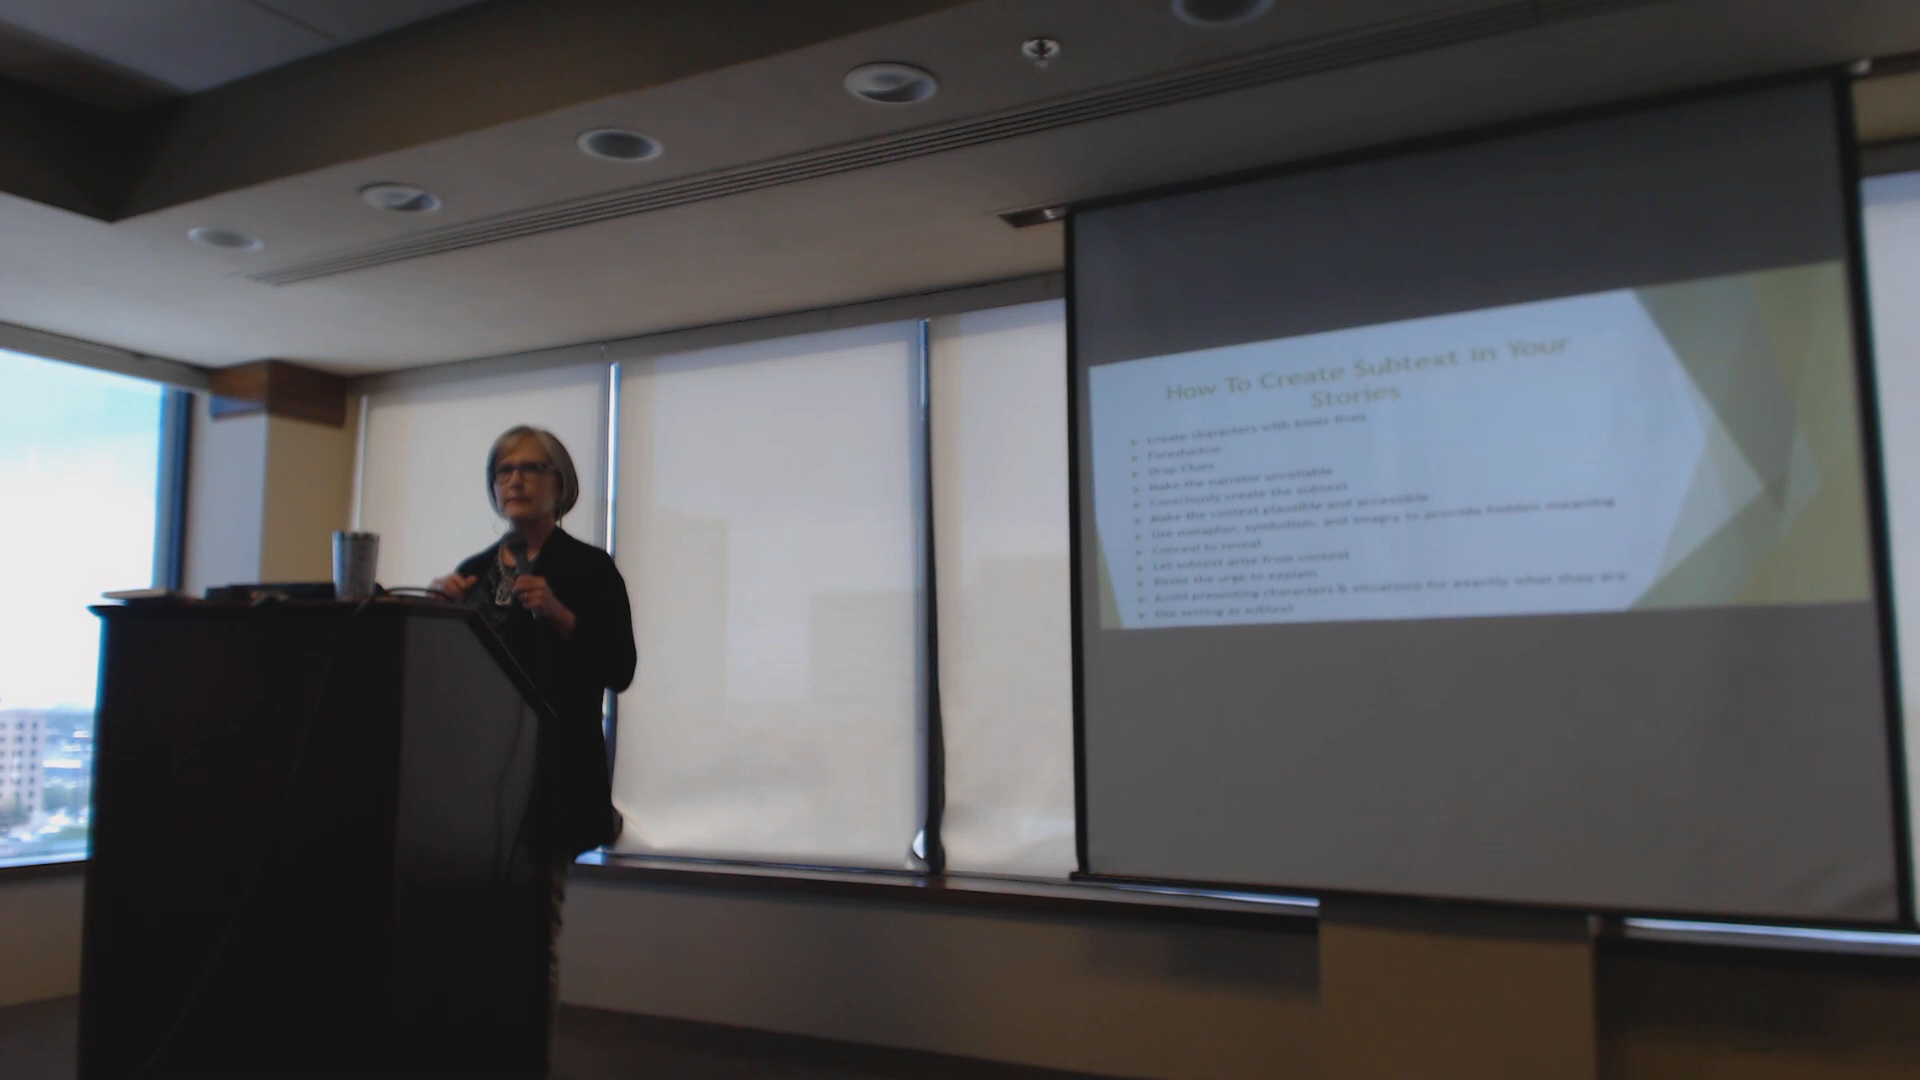 How To Create Subtext in Your
Stories
Create characters with inner lives
Foreshadow
Drop Clues
Make the narrator unreliable
Consciously create the subtext
Make the context plausible and accessible
Use metaphor, symbolism, and imagry to provide hidden meaning
Conceal to reveal
Let subtext arise from context
Resist the urge to explain
Avoid presenting characters & situations for exactly what they are
Use setting as subtext